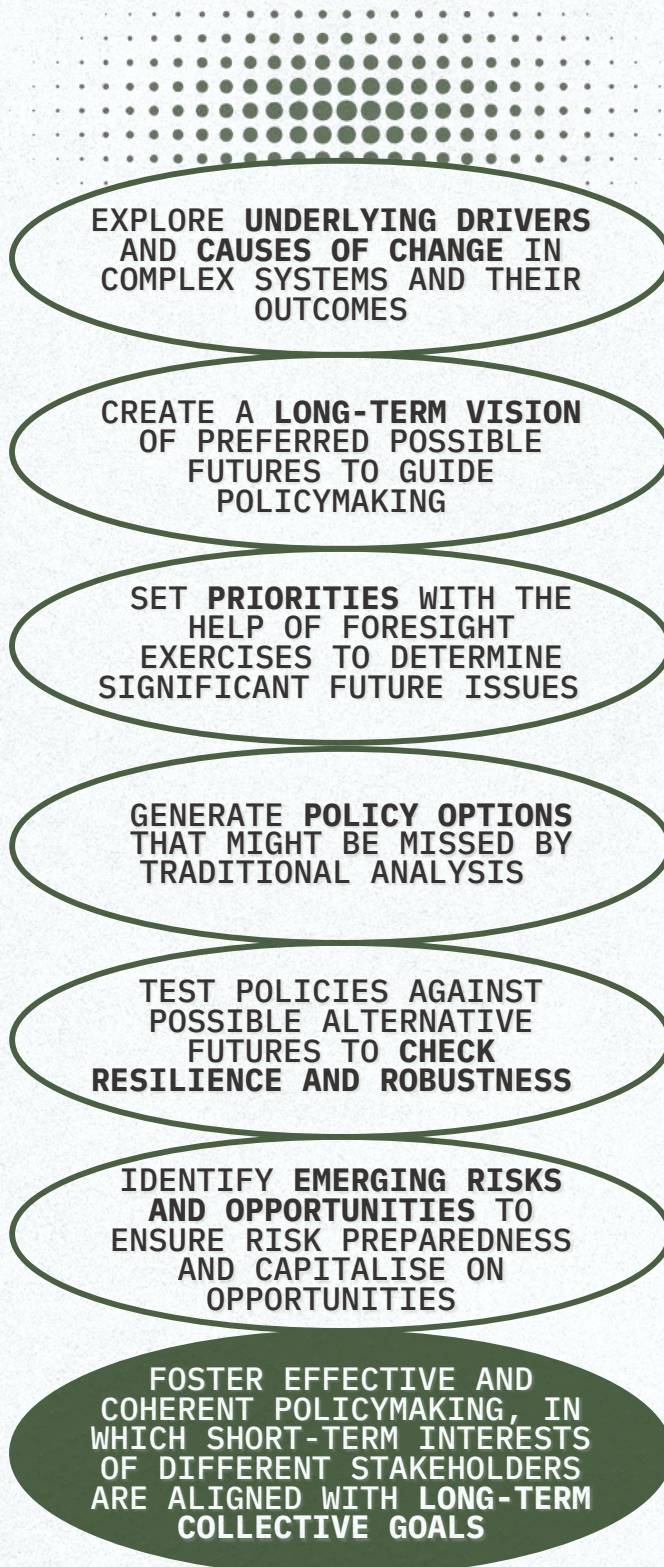 EXPLORE UNDERLYING DRIVERS
AND CAUSES OF CHANGE IN
COMPLEX SYSTEMS AND THEIR
OUTCOMES
CREATE A LONG-TERM VISION
OF PREFERRED POSSIBLE
FUTURES TO GUIDE
POLICYMAKING
SET PRIORITIES WITH THE
HELP OF FORESIGHT
EXERCISES TO DETERMINE
SIGNIFICANT FUTURE ISSUES
GENERATE POLICY OPTIONS
THAT MIGHT BE MISSED BY
TRADITIONAL ANALYSIS
TEST POLICIES AGAINST
POSSIBLE ALTERNATIVE
FUTURES TO CHECK
RESILIENCE AND ROBUSTNESS
IDENTIFY EMERGING RISKS
AND OPPORTUNITIES TO
ENSURE RISK PREPAREDNESS
AND CAPITALISE ON
OPPORTUNITIES
FOSTER EFFECTIVE AND
COHERENT POLICYMAKING, IN
WHICH SHORT-TERM INTERESTS
OF DIFFERENT STAKEHOLDERS
ARE ALIGNED WITH LONG-TERM
COLLECTIVE GOALS